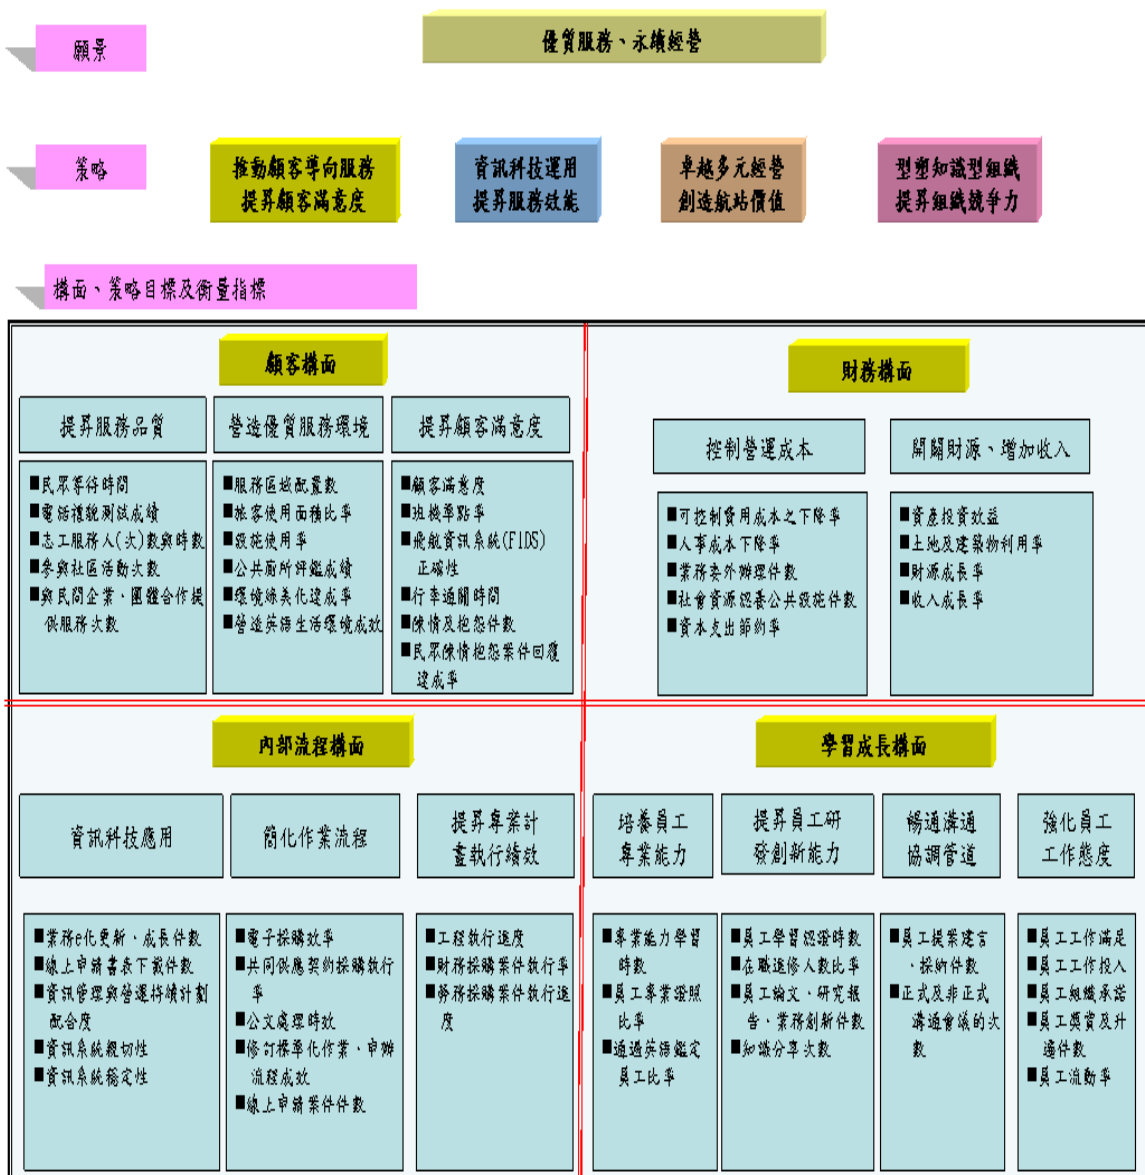 願景
優質服務、永續經營
策略
推動顧客導向服務
提昇顧客滿意度
資訊科技運用
提昇服務效能
卓越多元經營
創造航站價值
型塑知識型組織
提昇組織競爭力
構面、策略目標及衡量指標
顧客構面
提昇服務品質
■民眾等待時間
■電話禮貌測試成績
■志工服務人(次)數與時數
■參與社區活動次數
■與民間企業、團體合作提
供服務次數
營造優質服務環境
■服務區域配置數
■旅客使用面積比率
■設施使用率
■公共廁所評鑑成績
■環境綠美化達成率
■營造英語生活環境成效
提昇顧客滿意度
■顧客滿意度
■班機準點率
■飛航資訊系統(FIDS)
正確性
■行李通關時間
■陳情及抱怨件數
■民眾陳情抱怨案件回覆
達成率
財務構面
控制營運成本
■可控制費用成本之下降率
■人事成本下降率
■業務委外辦理件數
■社會資源認養公共設施件數
■資本支出節約率
開闢財源、增加收入
■資產投資效益
■土地及建築物利用率
■財源成長率
■收入成長率
內部流程構面
資訊科技應用
■業務e化更新、成長件數
■線上申請書表下載件數
■資訊管理與營運持續計劃
配合度
■資訊系統親切性
■資訊系統穩定性
簡化作業流程
■電子採購效率
■共同供應契約採購執行
率
■公文處理時效
■修訂標準化作業、申辦
流程成效
■線上申請案件件數
提昇專案計
畫執行績效
■工程執行進度
■財務採購案件執行率
■勞務採購案件執行進
度
學習成長構面
培養員工
專業能力
■專業能力學習
時數
■員工專業證照
比率
■通過英語鑑定
員工比率
提昇員工研
發創新能力
■員工學習認證時數
■在職進修人數比率
■員工論文、研究報
告、業務創新件數
■知識分享次數
暢通溝通
協調管道
■員工提案建言
、採納件數
■正式及非正式
溝通會議的次
數
強化員工
工作態度
■員工工作滿足
■員工工作投入
■員工組織承諾
■員工獎賞及升
遷件數
■員工流動率